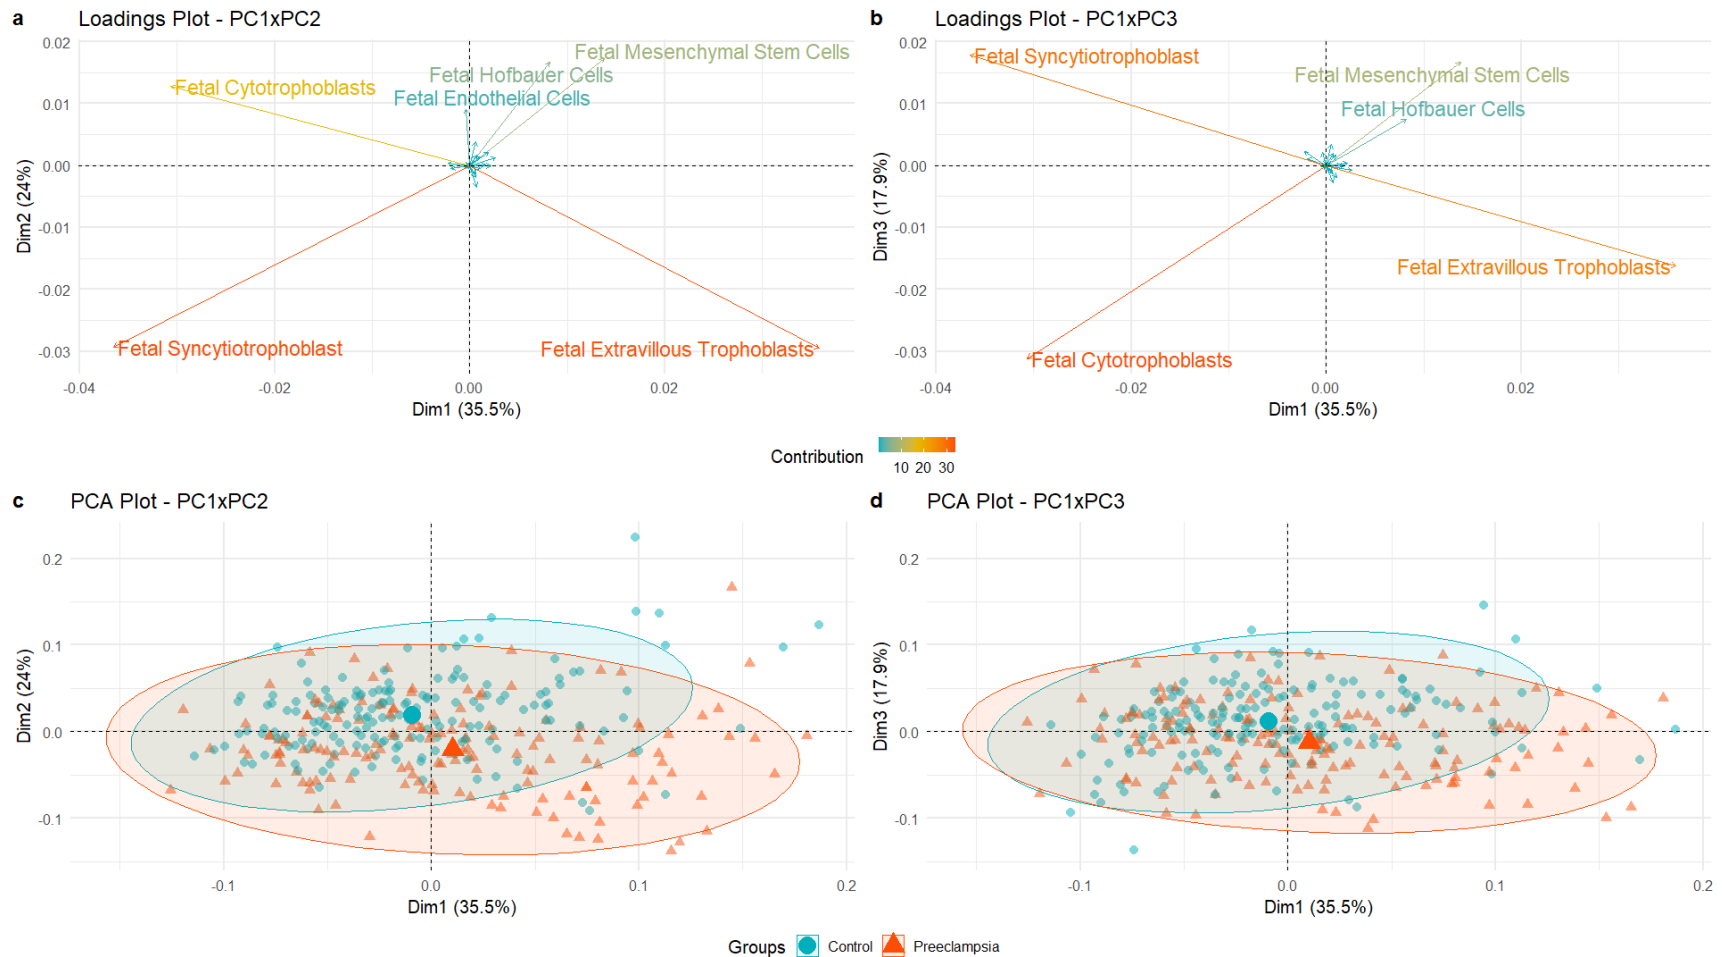 a
Loadings Plot - PC1xPC2
0.02
0.01
0.00
-0.01
-0.02
-0.03
Dim2 (24%)
Fetal Mesenchymal Stem Cells
Fetal Hofbauer Cells
Fetal Cytotrophoblasts
Fetal Endothelial Cells
Fetal Syncytiotrophoblast
Fetal Extravillous Trophoblasts
-0.04
-0.02
0.00
0.02
Dim1 (35.5%)
b
Loadings Plot - PC1xPC3
0.02
0.01
0.00
-0.01
-0.02
-0.03
Dim3 (17.9%)
Fetal Syncytiotrophoblast
Fetal Mesenchymal Stem Cells
Fetal Hofbauer Cells
Fetal Extravillous Trophoblasts
Fetal Cytotrophoblasts
-0.04
-0.02
0.00
0.02
Dim1 (35.5%)
Contribution
10 20 30
c
PCA Plot - PC1xPC2
0.2
0.1
0.0
-0.1
Dim2 (24%)
-0.1
0.0
0.1
0.2
Dim1 (35.5%)
d
PCA Plot - PC1xPC3
0.2
0.1
0.0
-0.1
Dim3 (17.9%)
-0.1
0.0
0.1
0.2
Dim1 (35.5%)
Groups Control Preeclampsia